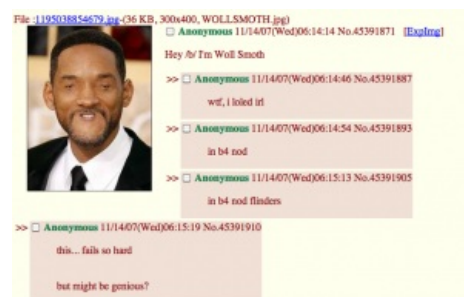 File :1195038854679.jpg-(36 KB, 300x400, WOLLSMOTH.jpg)
Anonymous 11/14/07(Wed)06:14:14 No.45391871 [ExpImg]
Hey /b/ I'm Woll Smoth
>> Anonymous 11/14/07(Wed)06:14:46 No.45391887
wtf, i loled irl
>> Anonymous 11/14/07(Wed)06:14:54 No.45391893
in b4 nod
>> Anonymous 11/14/07(Wed)06:15:13 No.45391905
in b4 nod flinders
>> Anonymous 11/14/07(Wed)06:15:19 No.45391910
this... fails so hard
but might be genious?